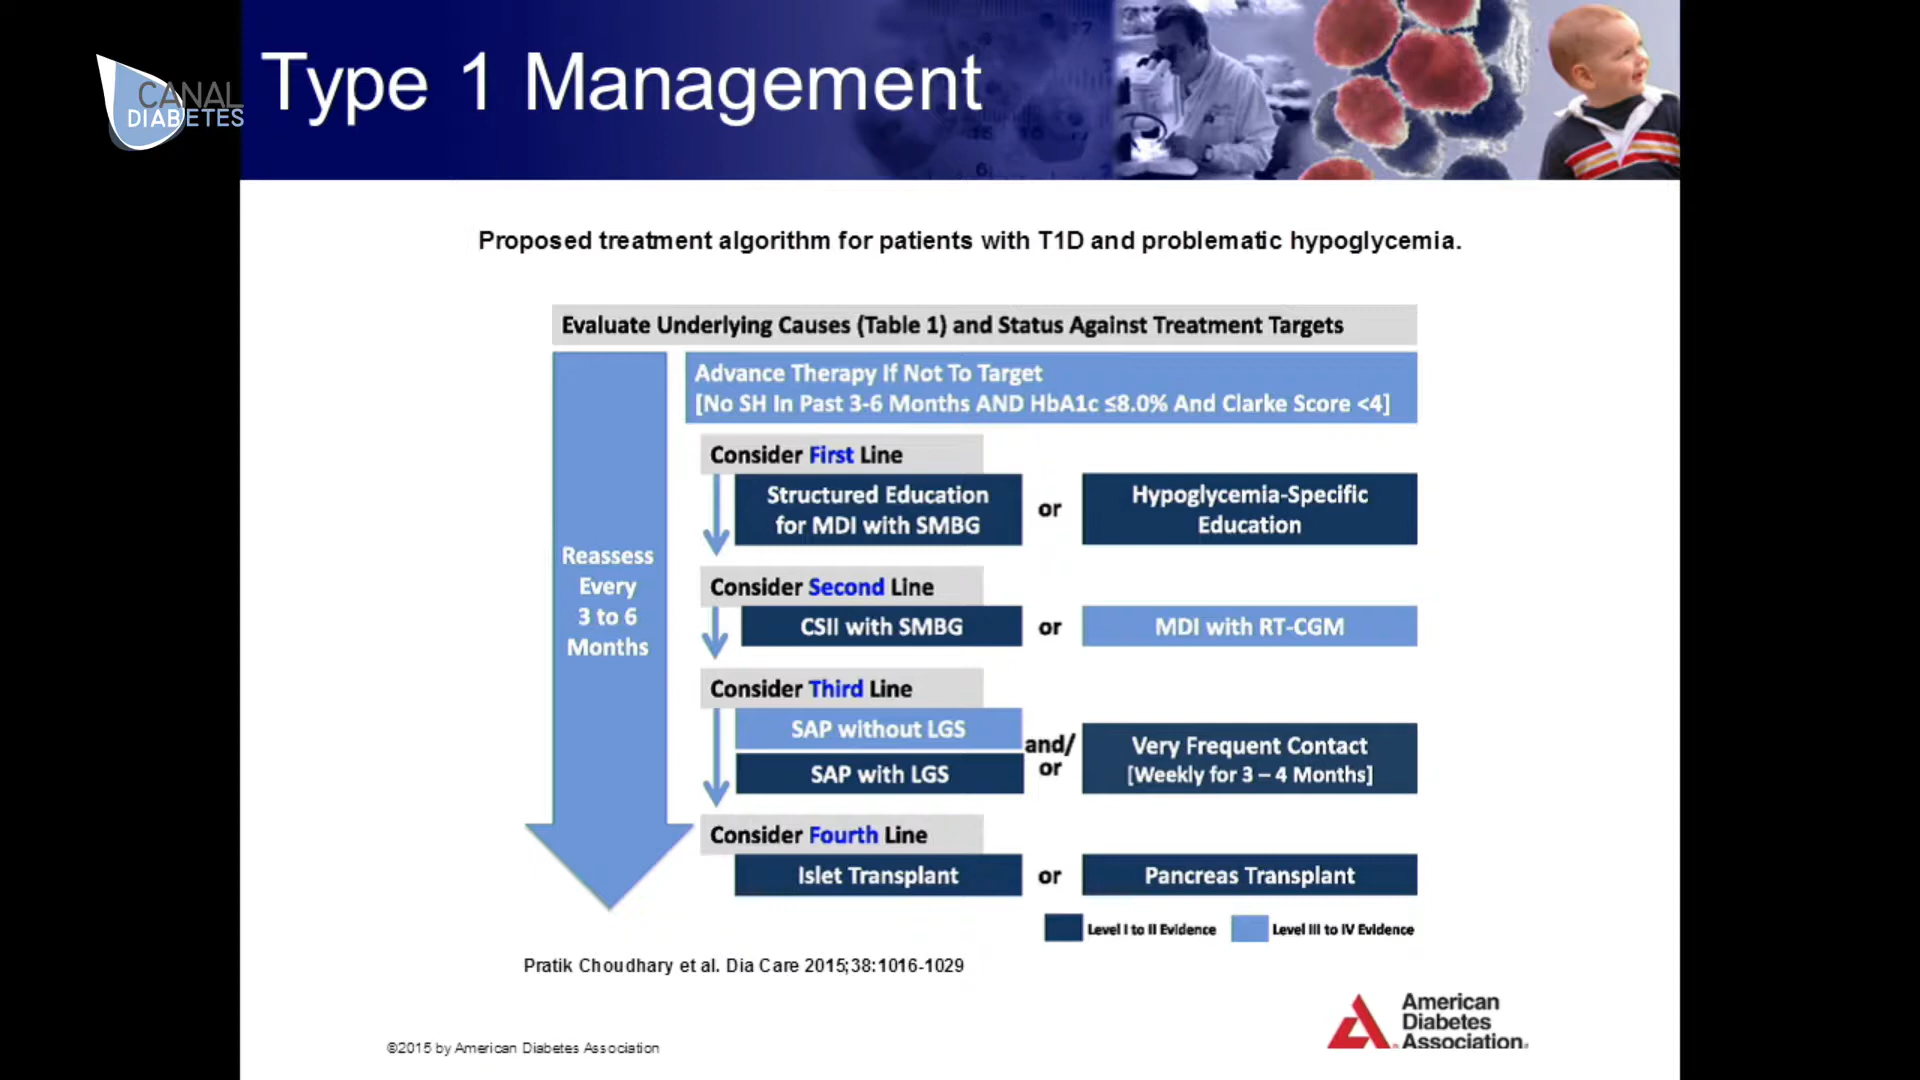 CANAL
DIABETES
Type 1 Management
Proposed treatment algorithm for patients with T1D and problematic hypoglycemia.
Evaluate Underlying Causes (Table 1) and Status Against Treatment Targets
Advance Therapy If Not To Target
[No SH In Past 3-6 Months AND HbA1c ≤8.0% And Clarke Score <4]
Reassess
Every
3 to 6
Months
Consider First Line
Structured Education
for MDI with SMBG
or
Hypoglycemia-Specific
Education
Consider Second Line
CSII with SMBG
or
MDI with RT-CGM
Consider Third Line
SAP without LGS
SAP with LGS
and/
or
Very Frequent Contact
[Weekly for 3 – 4 Months]
Consider Fourth Line
Islet Transplant
or
Pancreas Transplant
Level I to II Evidence
Level III to IV Evidence
Pratik Choudhary et al. Dia Care 2015;38:1016-1029
American
Diabetes
Association®
©2015 by American Diabetes Association